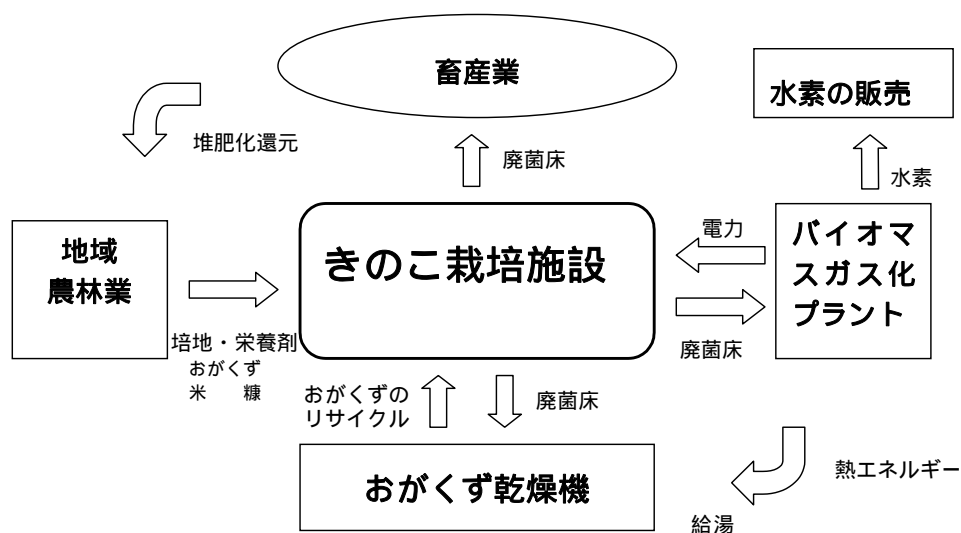 畜産業
水素の販売
堆肥化還元
廃菌床
水素
地域
農林業
きのこ栽培施設
電力
バイオマ
スガス化
プラント
培地・栄養剤
おがくず
米　糠
廃菌床
おがくずの
リサイクル
廃菌床
おがくず乾燥機
熱エネルギー
給湯